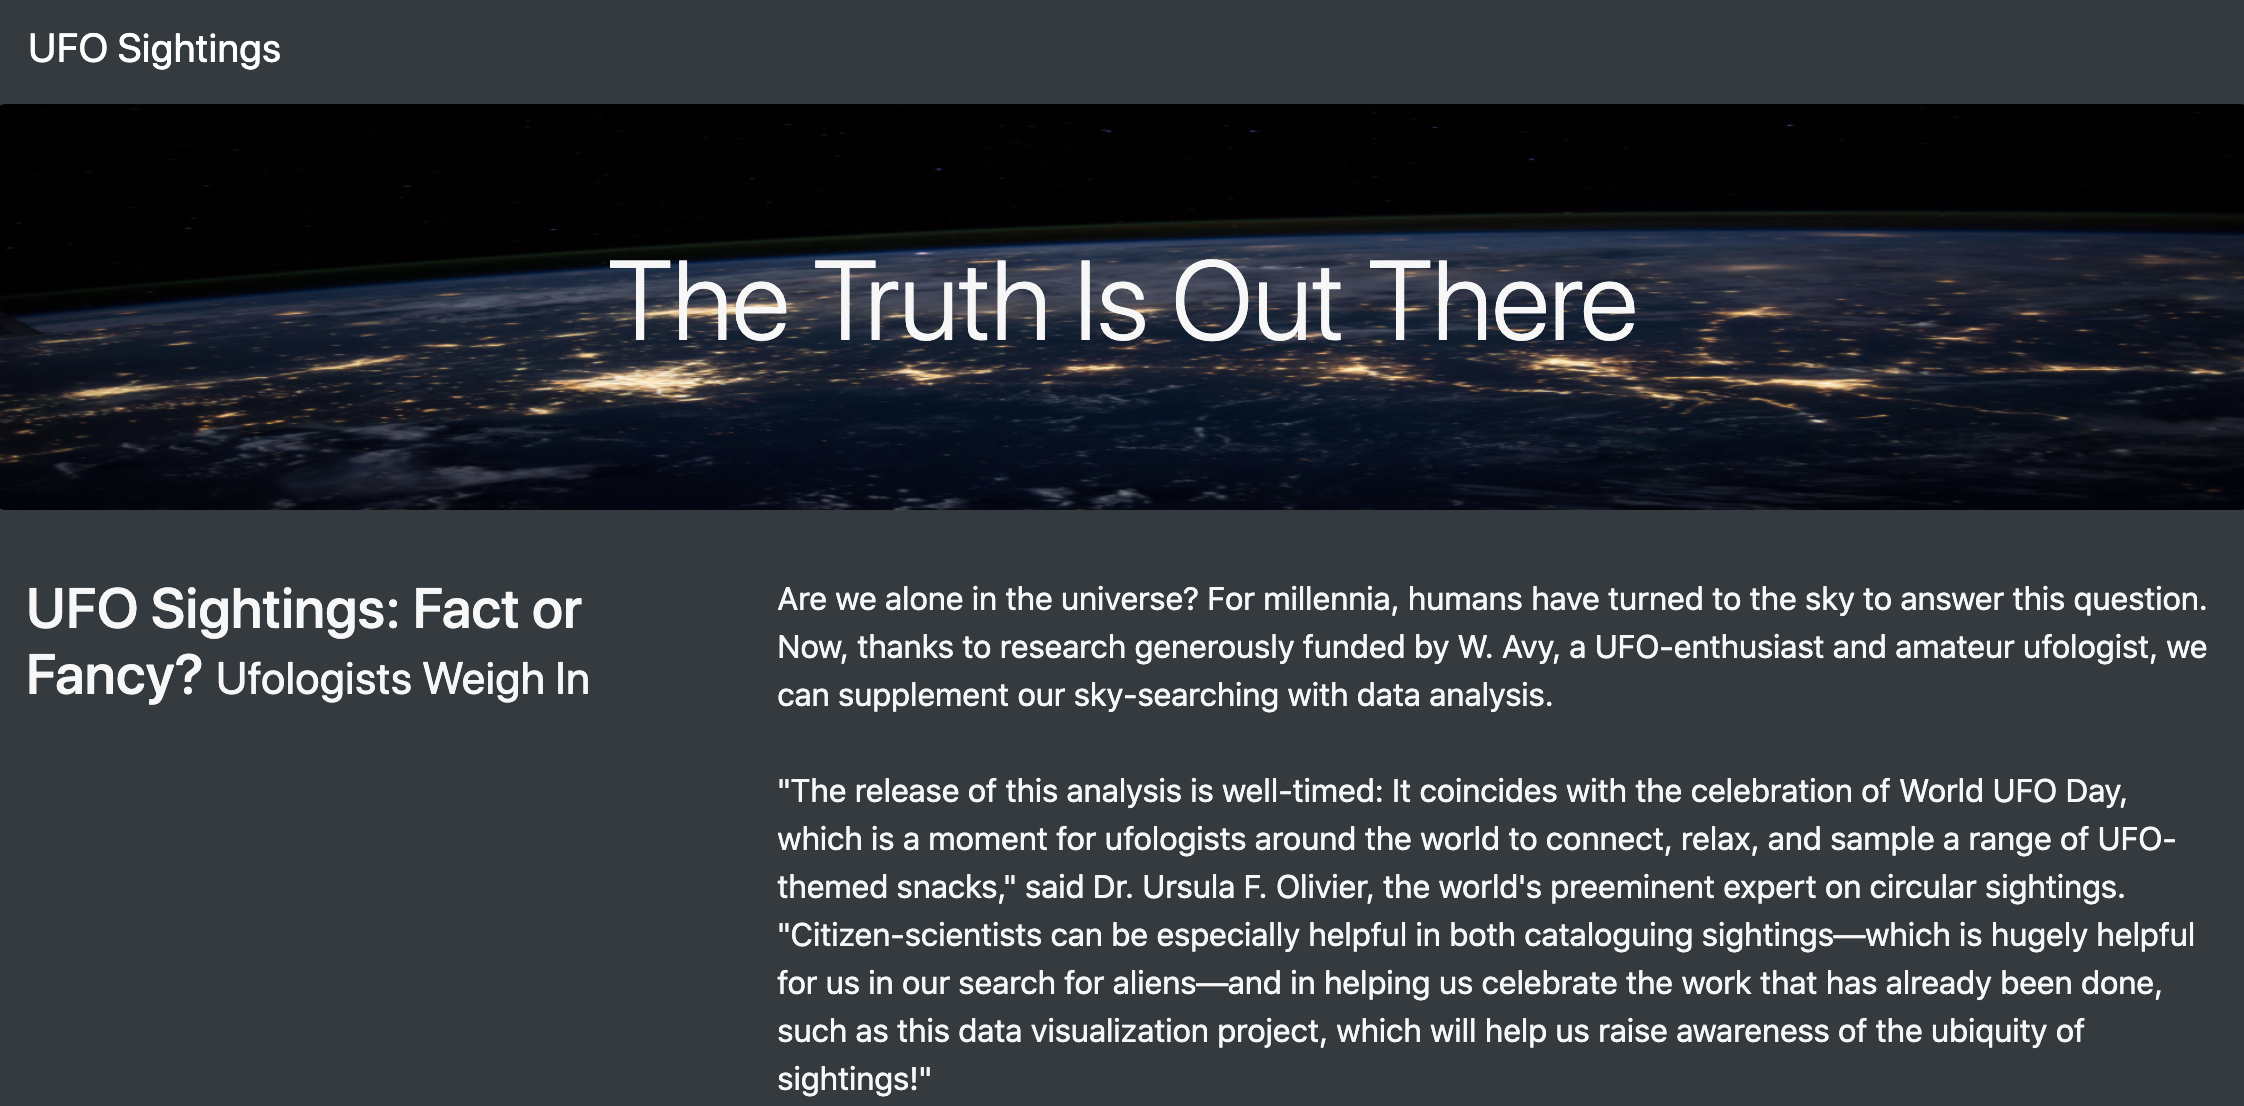 UFO Sightings
The Truth Is Out There
UFO Sightings: Fact or
Fancy? Ufologists Weigh In
Are we alone in the universe? For millennia, humans have turned to the sky to answer this question.
Now, thanks to research generously funded by W. Avy, a UFO-enthusiast and amateur ufologist, we
can supplement our sky-searching with data analysis.
"The release of this analysis is well-timed: It coincides with the celebration of World UFO Day,
which is a moment for ufologists around the world to connect, relax, and sample a range of UFO-
themed snacks," said Dr. Ursula F. Olivier, the world's preeminent expert on circular sightings.
"Citizen-scientists can be especially helpful in both cataloguing sightings—which is hugely helpful
for us in our search for aliens—and in helping us celebrate the work that has already been done,
such as this data visualization project, which will help us raise awareness of the ubiquity of
sightings!"